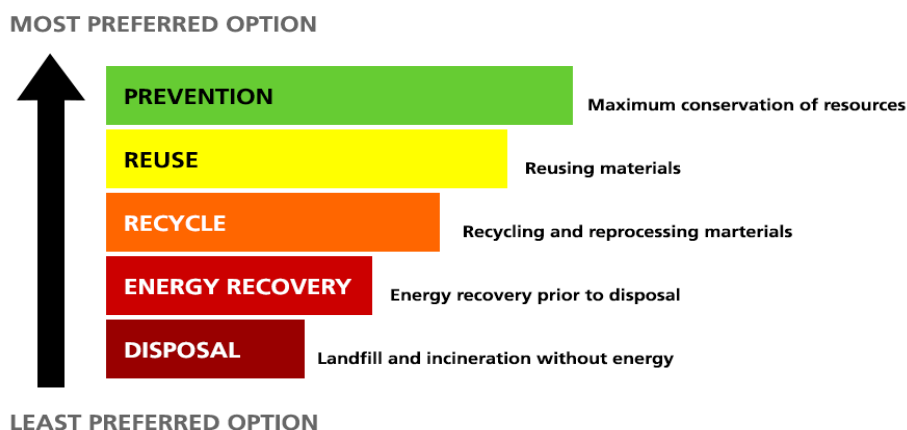 MOST PREFERRED OPTION
PREVENTION
Maximum conservation of resources
REUSE
Reusing materials
RECYCLE
Recycling and reprocessing marterials
ENERGY RECOVERY
Energy recovery prior to disposal
DISPOSAL
Landfill and incineration without energy
LEAST PREFERRED OPTION